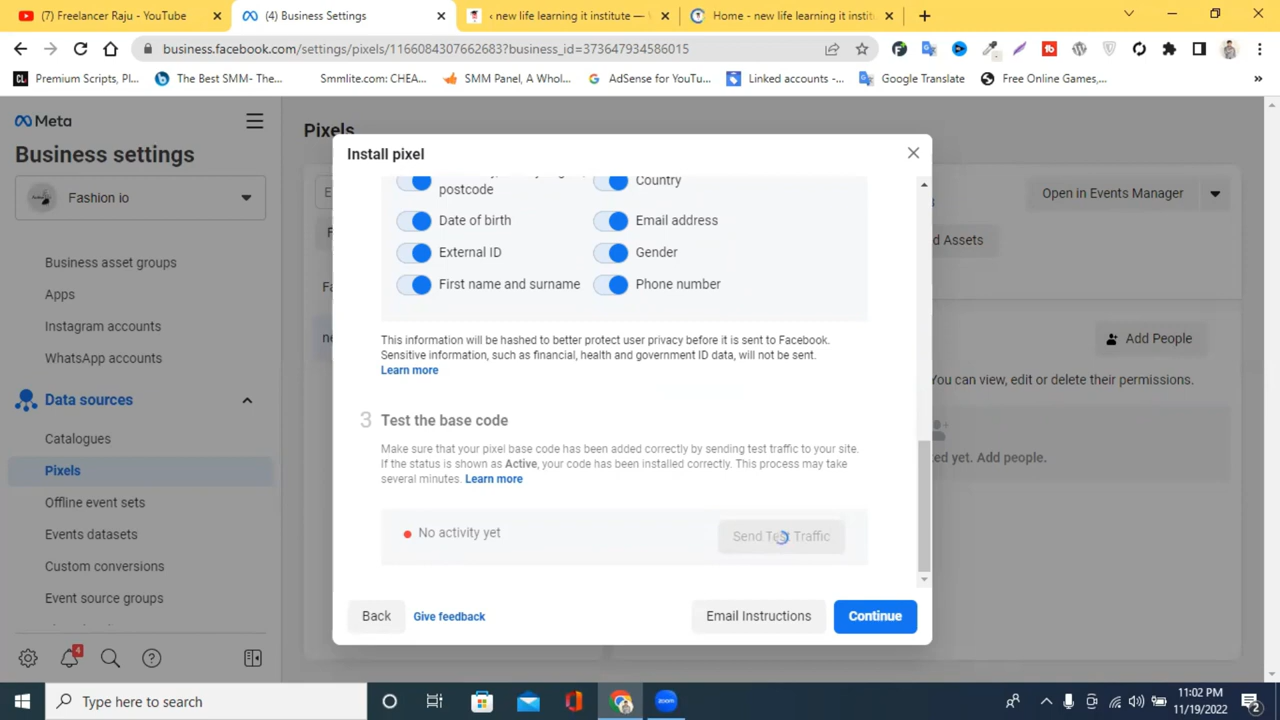 (7) Freelancer Raju - YouTube
(4) Business Settings
‹ new life learning it institute —
Home - new life learning it instit
business.facebook.com/settings/pixels/1166084307662683?business_id=373647934586015
CL Premium Scripts, Pl...
The Best SMM- The...
Smmlite.com: CHEA...
SMM Panel, A Whol...
AdSense for YouTu...
Linked accounts -...
Google Translate
Free Online Games,...
»
Meta
Business settings
Fashion io
Business asset groups
Apps
Instagram accounts
WhatsApp accounts
Data sources
Catalogues
Pixels
Offline event sets
Events datasets
Custom conversions
Event source groups
4
Pixels
Open in Events Manager
d Assets
Add People
You can view, edit or delete their permissions.
ed yet. Add people.
Install pixel
postcode
Country
Date of birth
Email address
External ID
Gender
First name and surname
Phone number
This information will be hashed to better protect user privacy before it is sent to Facebook.
Sensitive information, such as financial, health and government ID data, will not be sent.
Learn more
3 Test the base code
Make sure that your pixel base code has been added correctly by sending test traffic to your site.
If the status is shown as Active, your code has been installed correctly. This process may take
several minutes. Learn more
No activity yet
Send Test Traffic
Back
Give feedback
Email Instructions
Continue
Type here to search
zoom
11:02 PM
11/19/2022
2